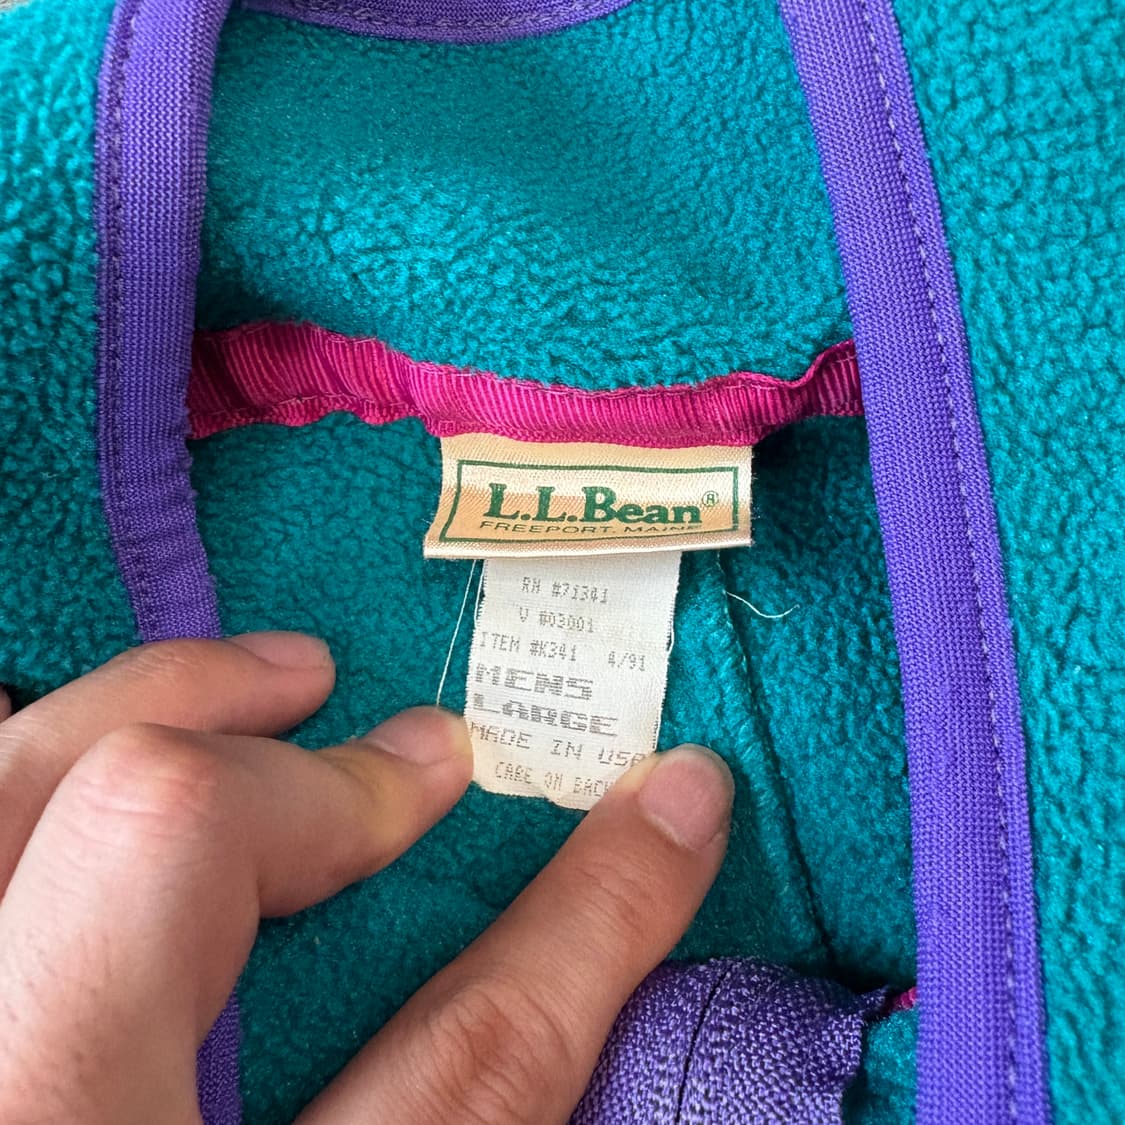 L.L.Bean®
FREEPORT, MAINE
RN #71341
V #03001
ITEM #K341 4/91
MENS
LARGE
MADE IN USA
CARE ON BACK